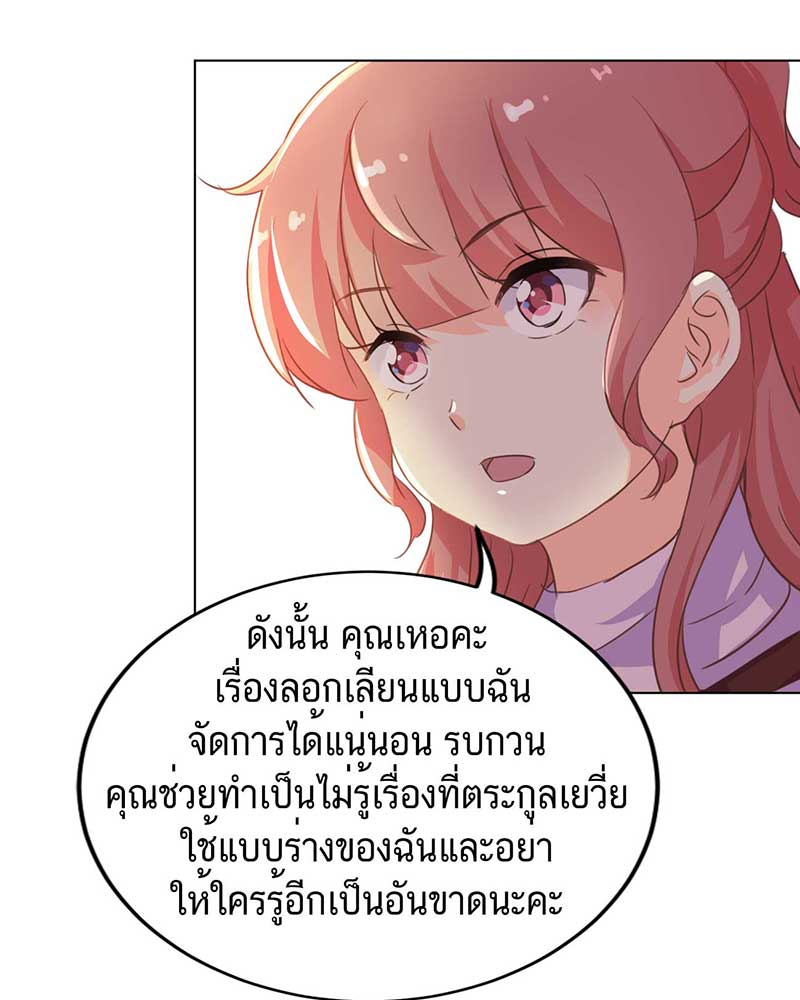 ดังนั้น คุณเหอคะ
เรื่องลอกเลียนแบบฉัน
จัดการได้แน่นอน รบกวน
คุณช่วยทำเป็นไม่รู้เรื่องที่ตระกูลเยวี่ย
ใช้แบบร่างของฉันและอยา
ให้ใครรู้อีกเป็นอันขาดนะคะ